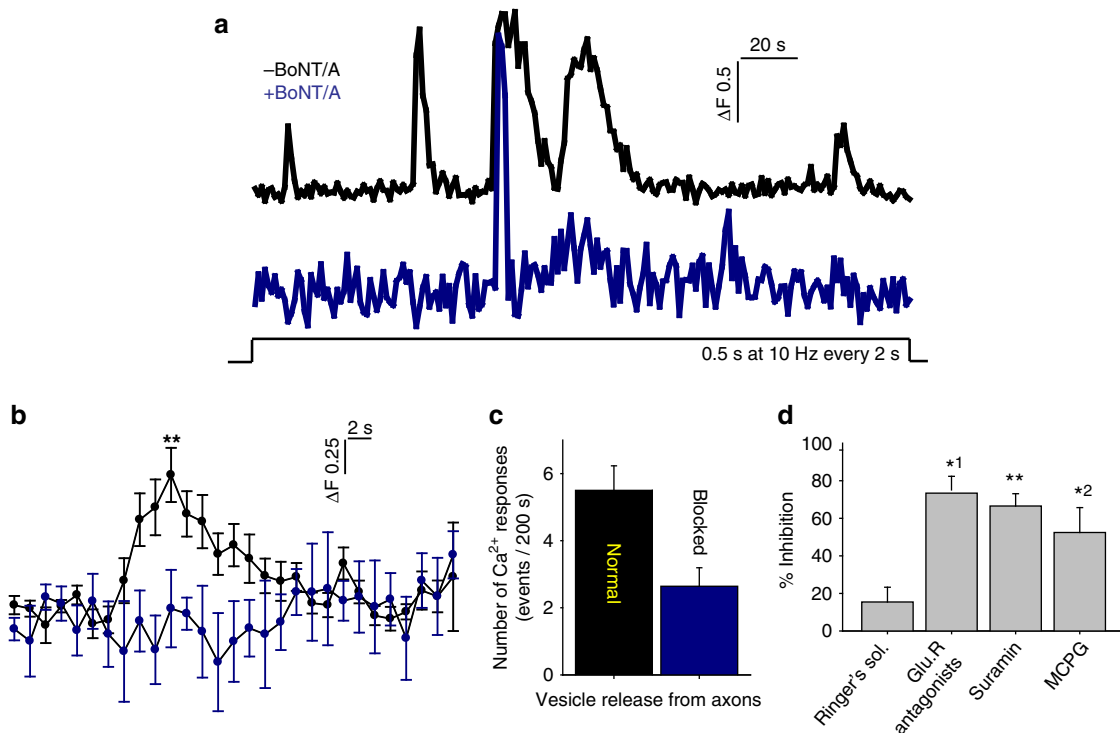 a
–BoNT/A
+BoNT/A
20 s
ΔF 0.5
0.5 s at 10 Hz every 2 s
b
**
2 s
ΔF 0.25
c
Number of Ca²⁺ responses
(events / 200 s)
6
4
2
0
Normal
Blocked
Vesicle release from axons
d
% Inhibition
100
80
60
40
20
0
*1
**
*2
Ringer's sol.
Glu.R
antagonists
Suramin
MCPG